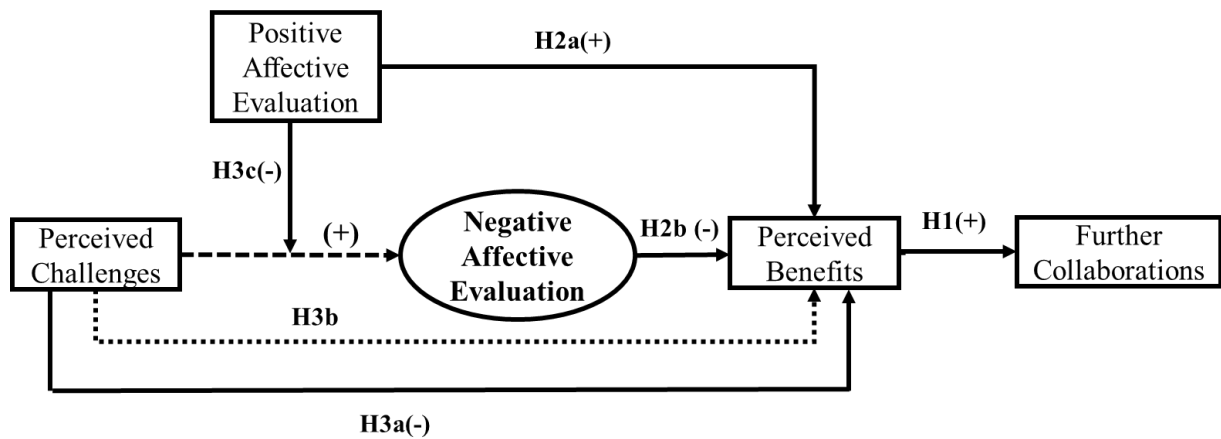 Positive
Affective
Evaluation
H2a(+)
H3c(-)
Perceived
Challenges
(+)
Negative
Affective
Evaluation
H2b (-)
Perceived
Benefits
H1(+)
Further
Collaborations
H3b
H3a(-)